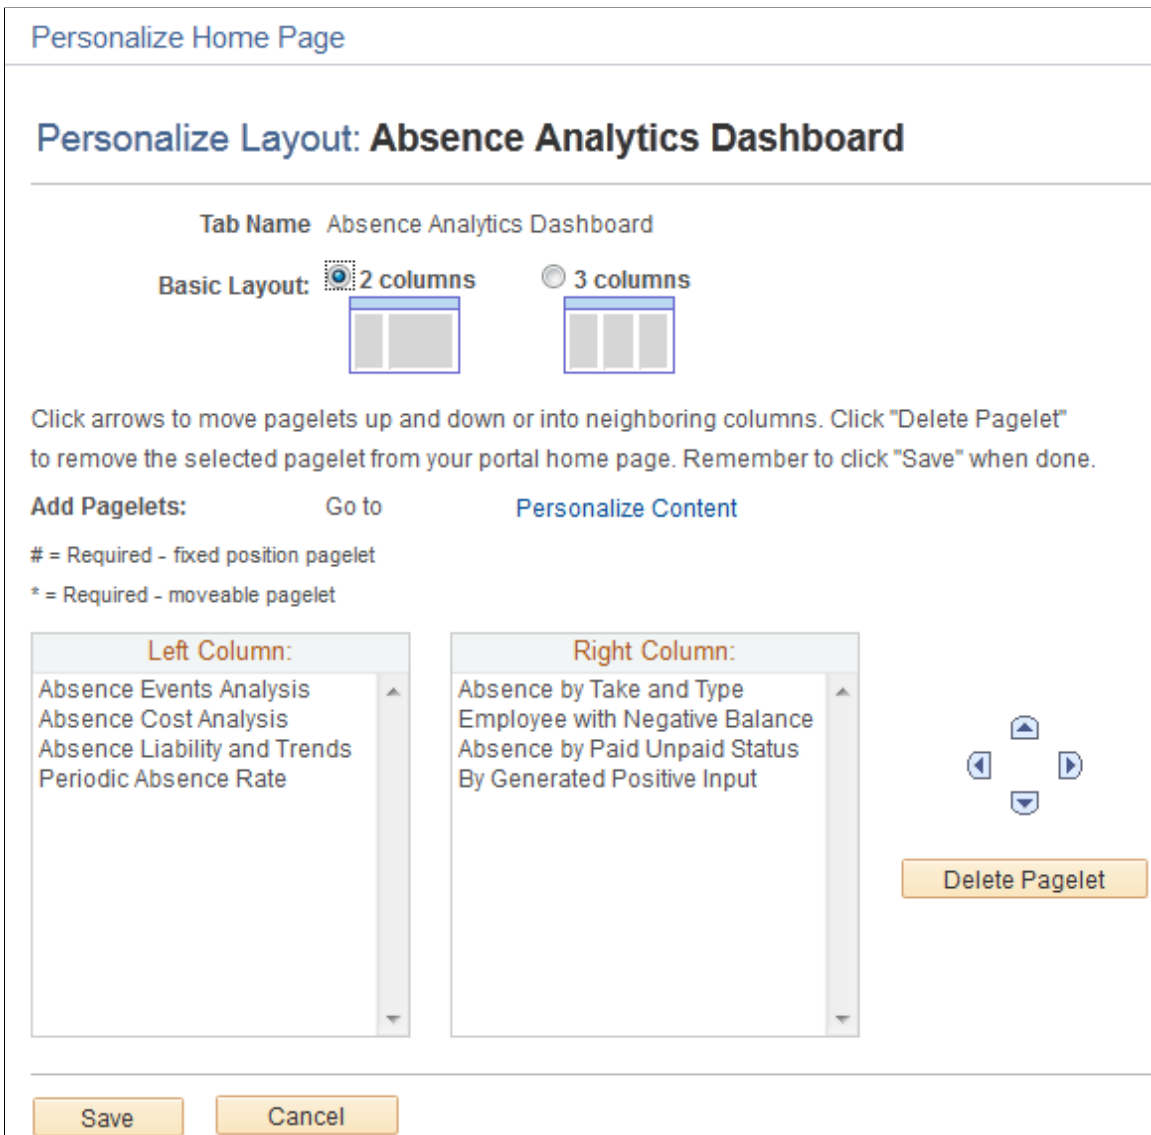 Personalize Home Page
Personalize Layout: Absence Analytics Dashboard
Tab Name Absence Analytics Dashboard
Basic Layout: 2 columns 3 columns
Click arrows to move pagelets up and down or into neighboring columns. Click "Delete Pagelet"
to remove the selected pagelet from your portal home page. Remember to click "Save" when done.
Add Pagelets: Go to Personalize Content
# = Required - fixed position pagelet
* = Required - moveable pagelet
Left Column:
Absence Events Analysis
Absence Cost Analysis
Absence Liability and Trends
Periodic Absence Rate
Right Column:
Absence by Take and Type
Employee with Negative Balance
Absence by Paid Unpaid Status
By Generated Positive Input
Delete Pagelet
Save Cancel